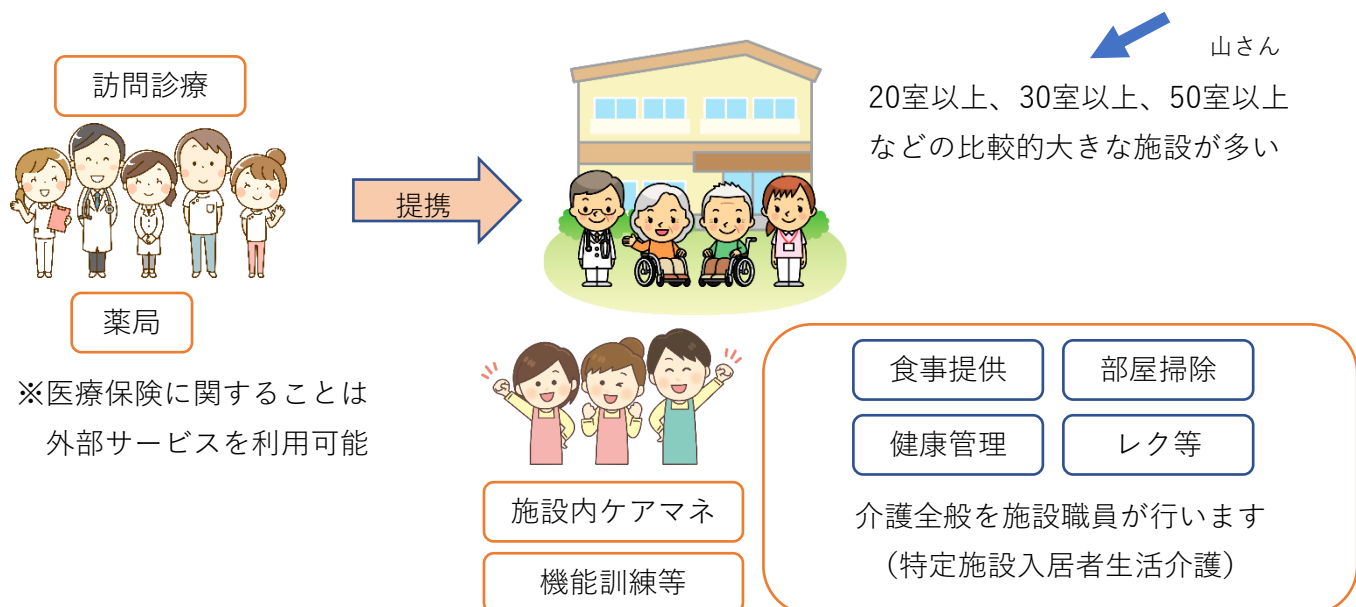 訪問診療
山さん
20室以上、30室以上、50室以上
などの比較的大きな施設が多い
提携
薬局
※医療保険に関することは
外部サービスを利用可能
食事提供
部屋掃除
健康管理
レク等
施設内ケアマネ
機能訓練等
介護全般を施設職員が行います
（特定施設入居者生活介護）